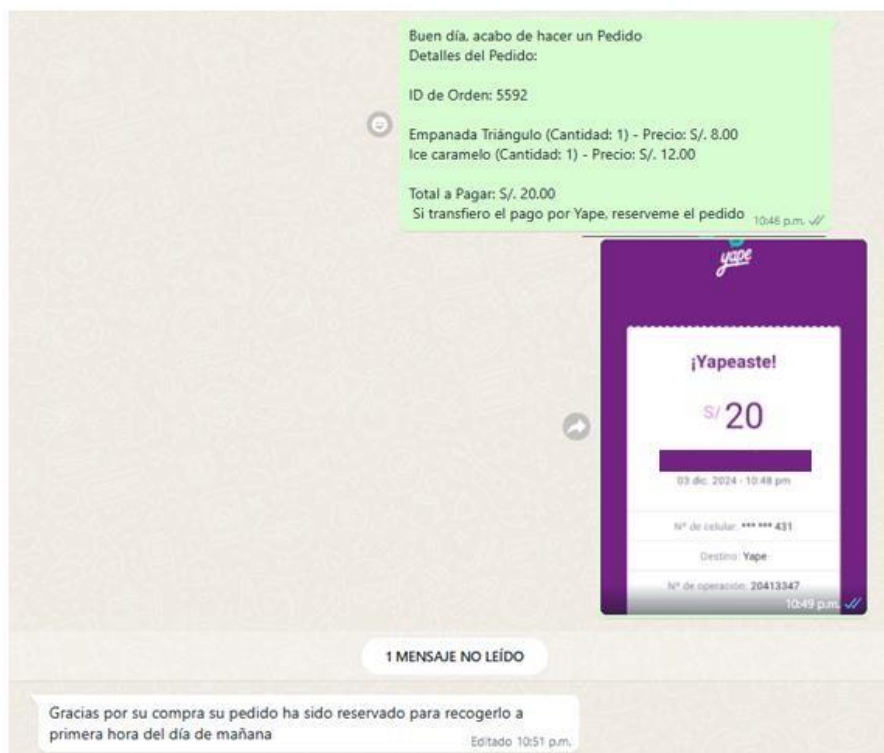 Buen día, acabo de hacer un Pedido
Detalles del Pedido:
ID de Orden: 5592
Empanada Triángulo (Cantidad: 1) - Precio: S/. 8.00
Ice caramelo (Cantidad: 1) - Precio: S/. 12.00
Total a Pagar: S/. 20.00
Si transfiero el pago por Yape, reserveme el pedido
10:46 p.m.
yape
¡Yapeaste!
S/ 20
03 dic. 2024 - 10:48 pm
Nº de celular: *** *** 431
Destino: Yape
Nº de operación: 20413347
10:49 p.m.
1 MENSAJE NO LEÍDO
Gracias por su compra su pedido ha sido reservado para recogerlo a
primera hora del día de mañana
Editado 10:51 p.m.